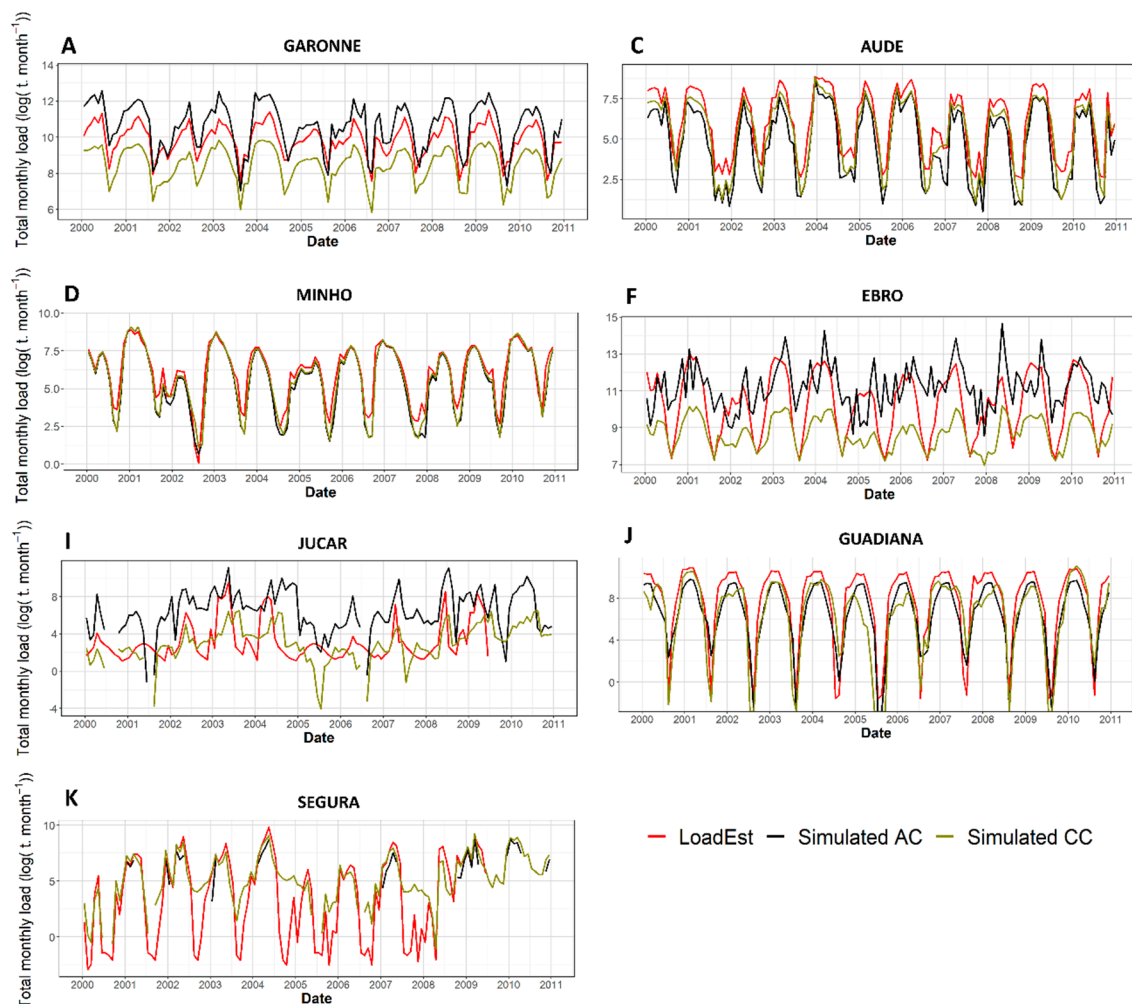 A GARONNE
Total monthly load (log( t. month⁻¹))
14
12
10
8
6
2000 2001 2002 2003 2004 2005 2006 2007 2008 2009 2010 2011
Date
C AUDE
7.5
5.0
2.5
2000 2001 2002 2003 2004 2005 2006 2007 2008 2009 2010 2011
Date
D MINHO
Total monthly load (log( t. month⁻¹))
10.0
7.5
5.0
2.5
0.0
2000 2001 2002 2003 2004 2005 2006 2007 2008 2009 2010 2011
Date
F EBRO
15
13
11
9
7
2000 2001 2002 2003 2004 2005 2006 2007 2008 2009 2010 2011
Date
I JUCAR
Total monthly load (log( t. month⁻¹))
8
4
0
-4
2000 2001 2002 2003 2004 2005 2006 2007 2008 2009 2010 2011
Date
J GUADIANA
8
4
0
2000 2001 2002 2003 2004 2005 2006 2007 2008 2009 2010 2011
Date
K SEGURA
Total monthly load (log( t. month⁻¹))
10
5
0
2000 2001 2002 2003 2004 2005 2006 2007 2008 2009 2010 2011
Date
LoadEst Simulated AC Simulated CC